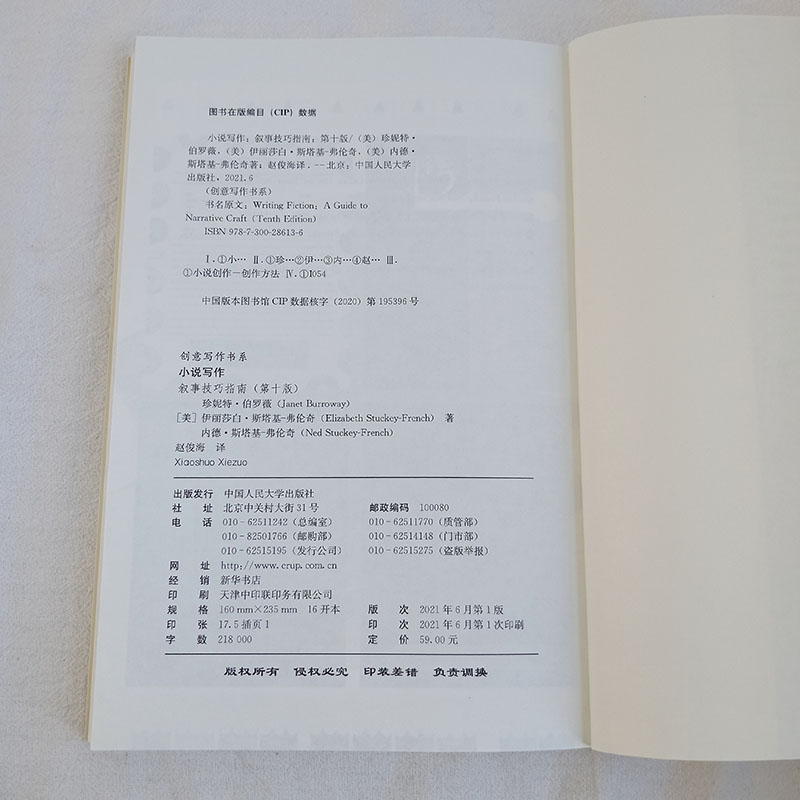 图书在版编目（CIP）数据
小说写作：叙事技巧指南：第十版/（美）珍妮特·
伯罗薇，（美）伊丽莎白·斯塔基-弗伦奇，（美）内德·
斯塔基-弗伦奇著；赵俊海译．--北京：中国人民大学
出版社，2021.6
（创意写作书系）
书名原文：Writing Fiction: A Guide to
Narrative Craft（Tenth Edition）
ISBN 978-7-300-28613-6
Ⅰ.①小… Ⅱ.①珍…②伊…③内…④赵… Ⅲ.
①小说创作－创作方法 Ⅳ.①I054
中国版本图书馆CIP数据核字（2020）第195396号
创意写作书系
小说写作
叙事技巧指南（第十版）
珍妮特·伯罗薇（Janet Burroway）
［美］伊丽莎白·斯塔基-弗伦奇（Elizabeth Stuckey-French） 著
内德·斯塔基-弗伦奇（Ned Stuckey-French）
赵俊海 译
Xiaoshuo Xiezuo
出版发行 中国人民大学出版社
社 址 北京中关村大街31号 邮政编码 100080
电 话 010－62511242（总编室） 010－62511770（质管部）
010－82501766（邮购部） 010－62514148（门市部）
010－62515195（发行公司） 010－62515275（盗版举报）
网 址 http://www.crup.com.cn
经 销 新华书店
印 刷 天津中印联印务有限公司
规 格 160 mm×235 mm 16开本 版 次 2021年6月第1版
印 张 17.5 插页1 印 次 2021年6月第1次印刷
字 数 218 000 定 价 59.00元
版权所有 侵权必究 印装差错 负责调换